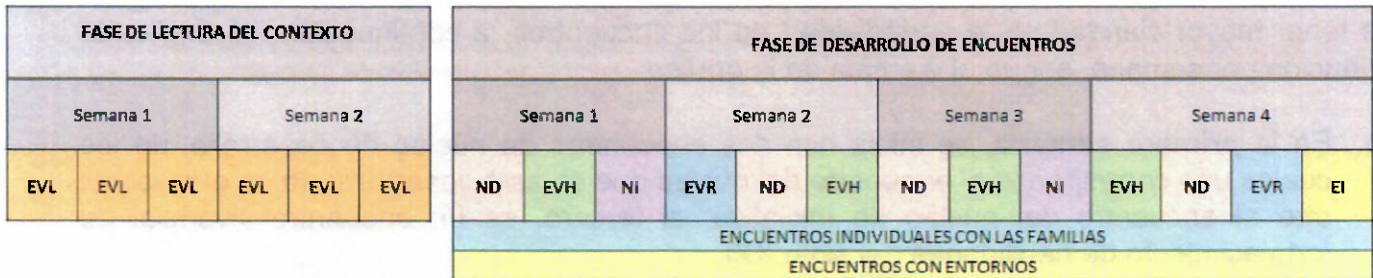 FASE DE LECTURA DEL CONTEXTO
FASE DE DESARROLLO DE ENCUENTROS
Semana 1 Semana 2
Semana 1 Semana 2 Semana 3 Semana 4
EVL EVL EVL EVL EVL EVL
ND EVH NI EVR ND EVH ND EVH NI EVH ND EVR EI
ENCUENTROS INDIVIDUALES CON LAS FAMILIAS
ENCUENTROS CON ENTORNOS